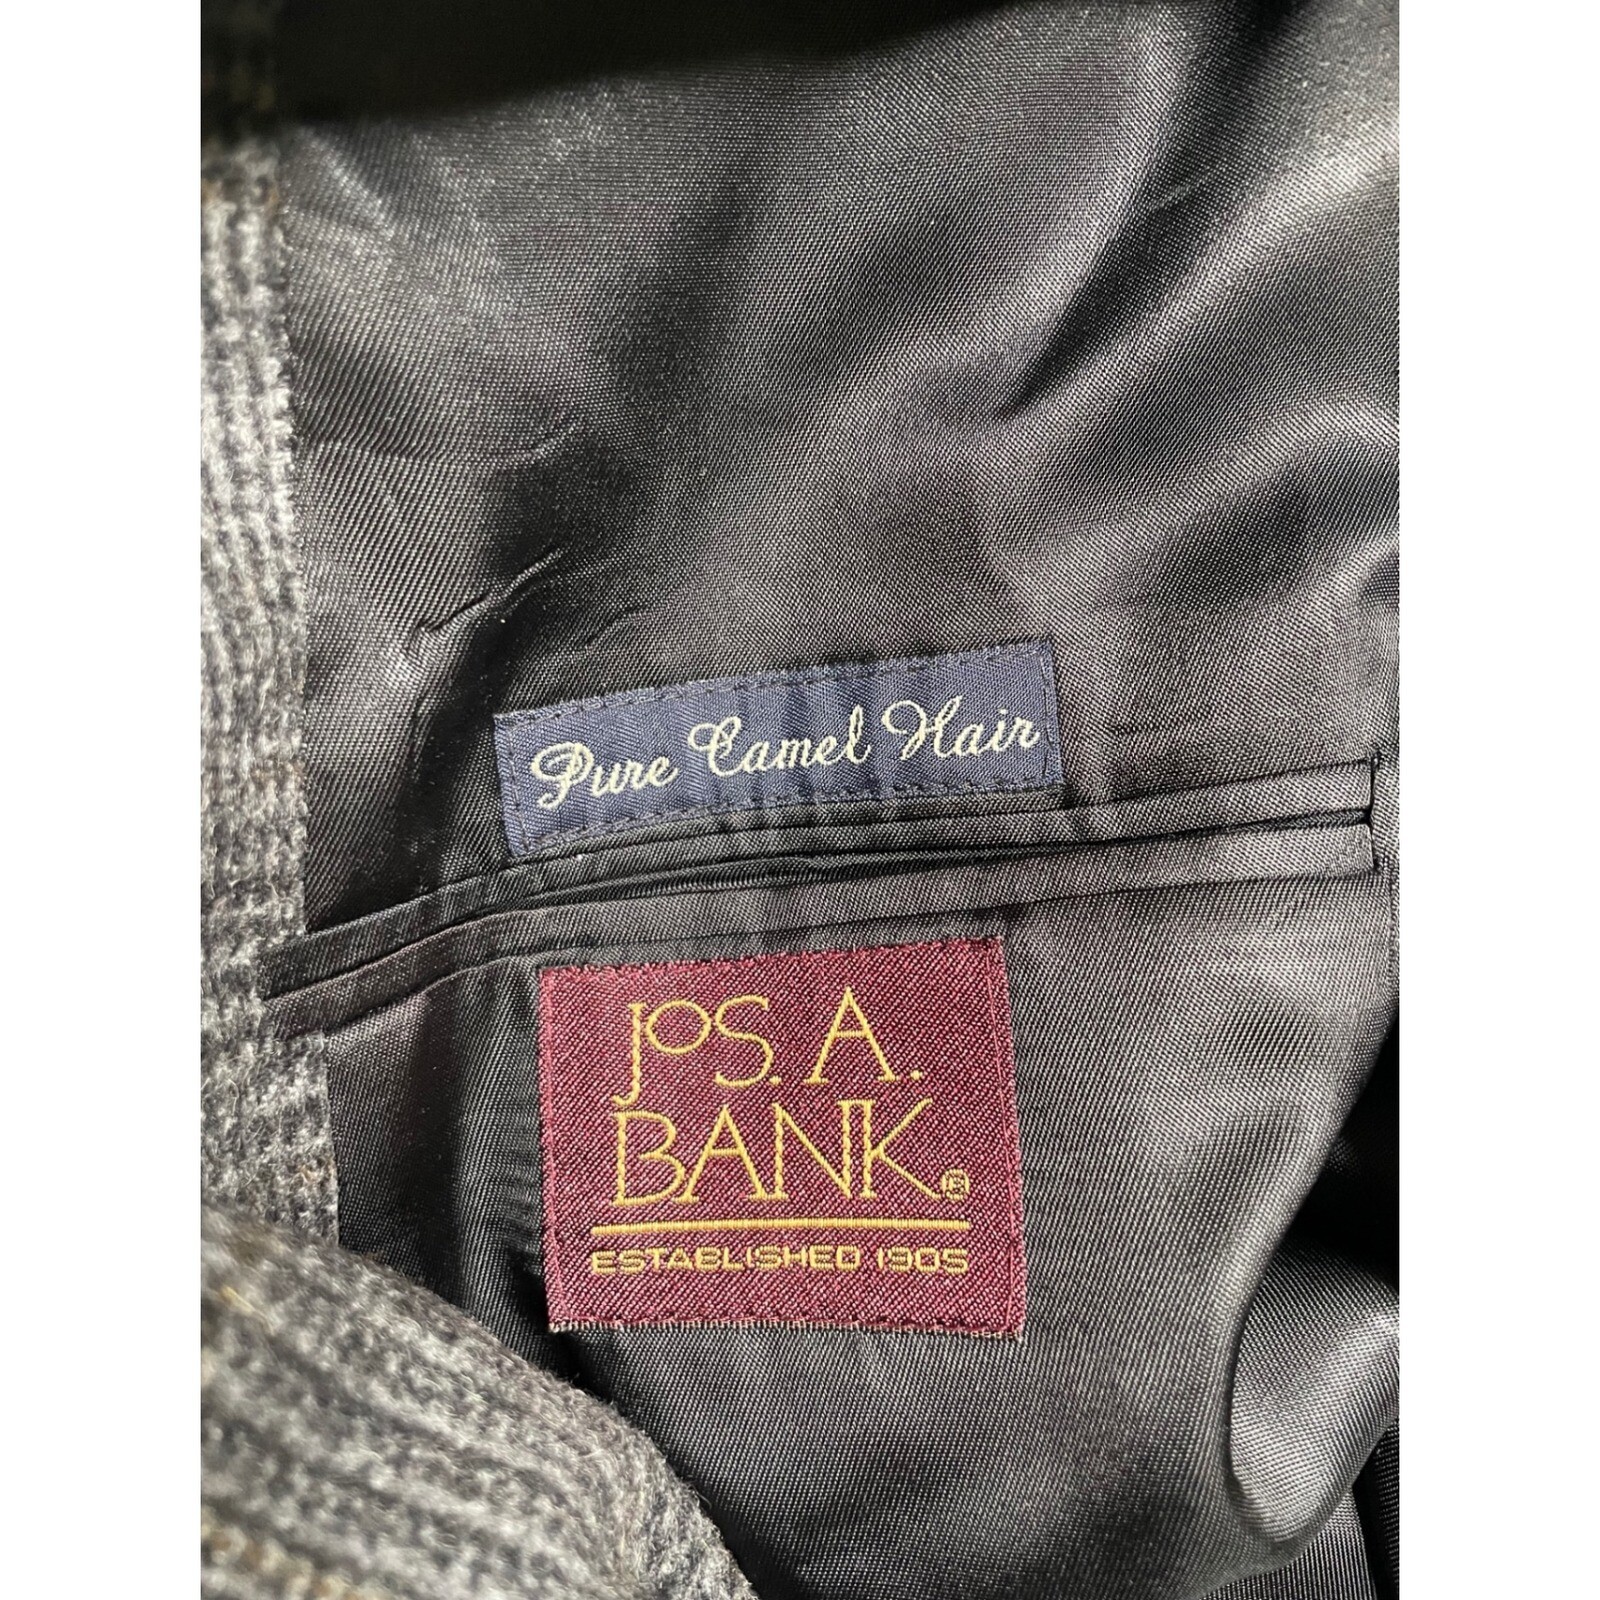 Pure Camel Hair
JoS. A.
BANK®
ESTABLISHED 1905